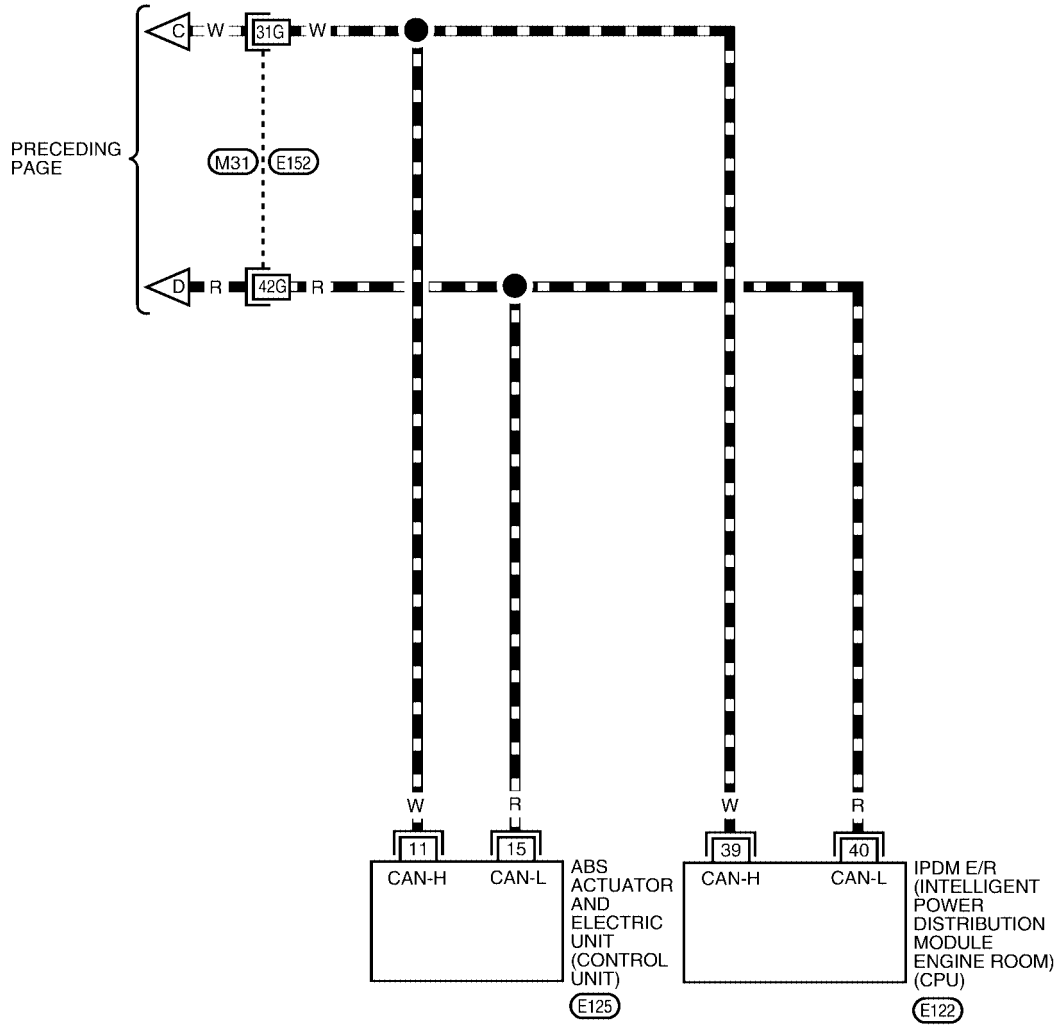 C W 31G W
PRECEDING
PAGE
M31 E152
D R 42G R
W R W R
11 15 39 40
CAN-H CAN-L CAN-H CAN-L
ABS
ACTUATOR
AND
ELECTRIC
UNIT
(CONTROL
UNIT)
E125
IPDM E/R
(INTELLIGENT
POWER
DISTRIBUTION
MODULE
ENGINE ROOM)
(CPU)
E122